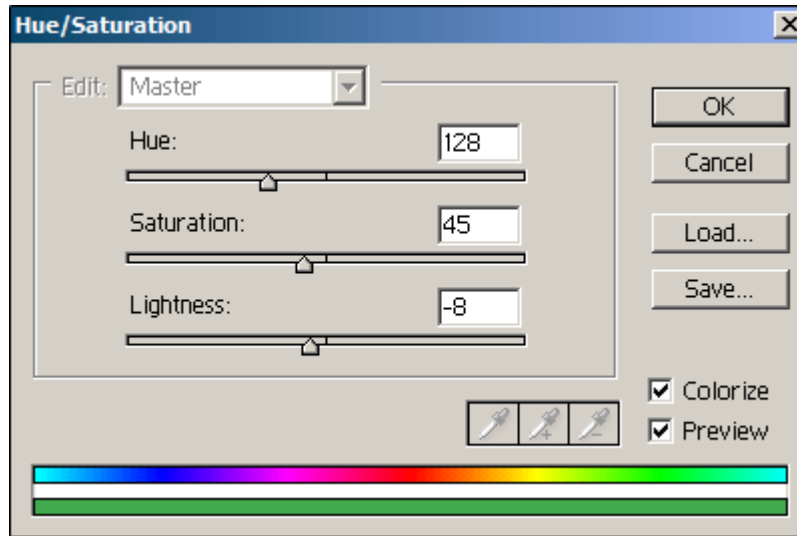 Hue/Saturation
Edit: Master
OK
Hue: 128
Cancel
Saturation: 45
Load...
Save...
Lightness: -8
Colorize
Preview